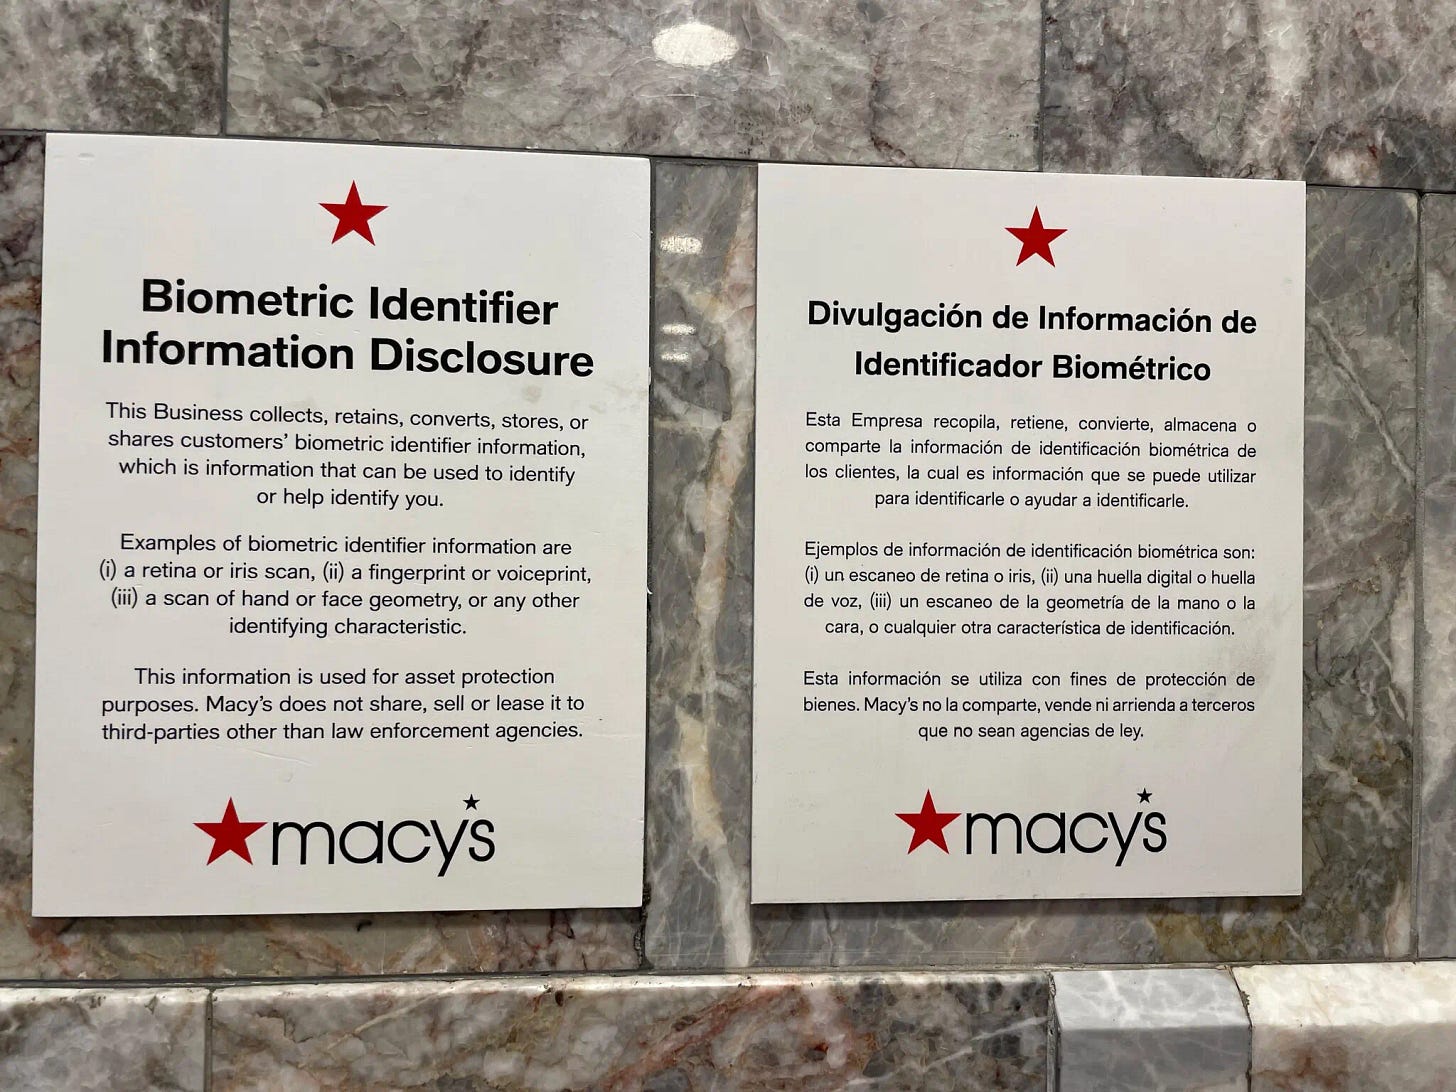 Biometric Identifier
Information Disclosure
This Business collects, retains, converts, stores, or
shares customers’ biometric identifier information,
which is information that can be used to identify
or help identify you.
Examples of biometric identifier information are
(i) a retina or iris scan, (ii) a fingerprint or voiceprint,
(iii) a scan of hand or face geometry, or any other
identifying characteristic.
This information is used for asset protection
purposes. Macy’s does not share, sell or lease it to
third-parties other than law enforcement agencies.
macy’s
Divulgación de Información de
Identificador Biométrico
Esta Empresa recopila, retiene, convierte, almacena o
comparte la información de identificación biométrica de
los clientes, la cual es información que se puede utilizar
para identificarle o ayudar a identificarle.
Ejemplos de información de identificación biométrica son:
(i) un escaneo de retina o iris, (ii) una huella digital o huella
de voz, (iii) un escaneo de la geometría de la mano o la
cara, o cualquier otra característica de identificación.
Esta información se utiliza con fines de protección de
bienes. Macy’s no la comparte, vende ni arrienda a terceros
que no sean agencias de ley.
macy’s